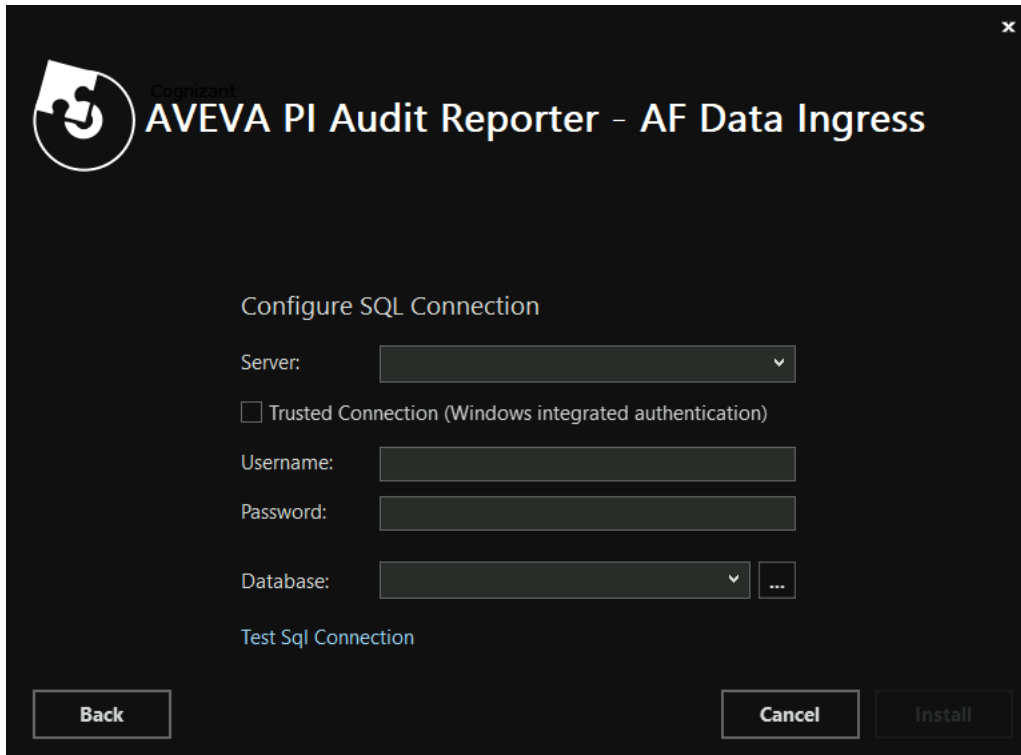 x
Cognizant
AVEVA PI Audit Reporter - AF Data Ingress
Configure SQL Connection
Server:
Trusted Connection (Windows integrated authentication)
Username:
Password:
Database:
...
Test Sql Connection
Back
Cancel
Install